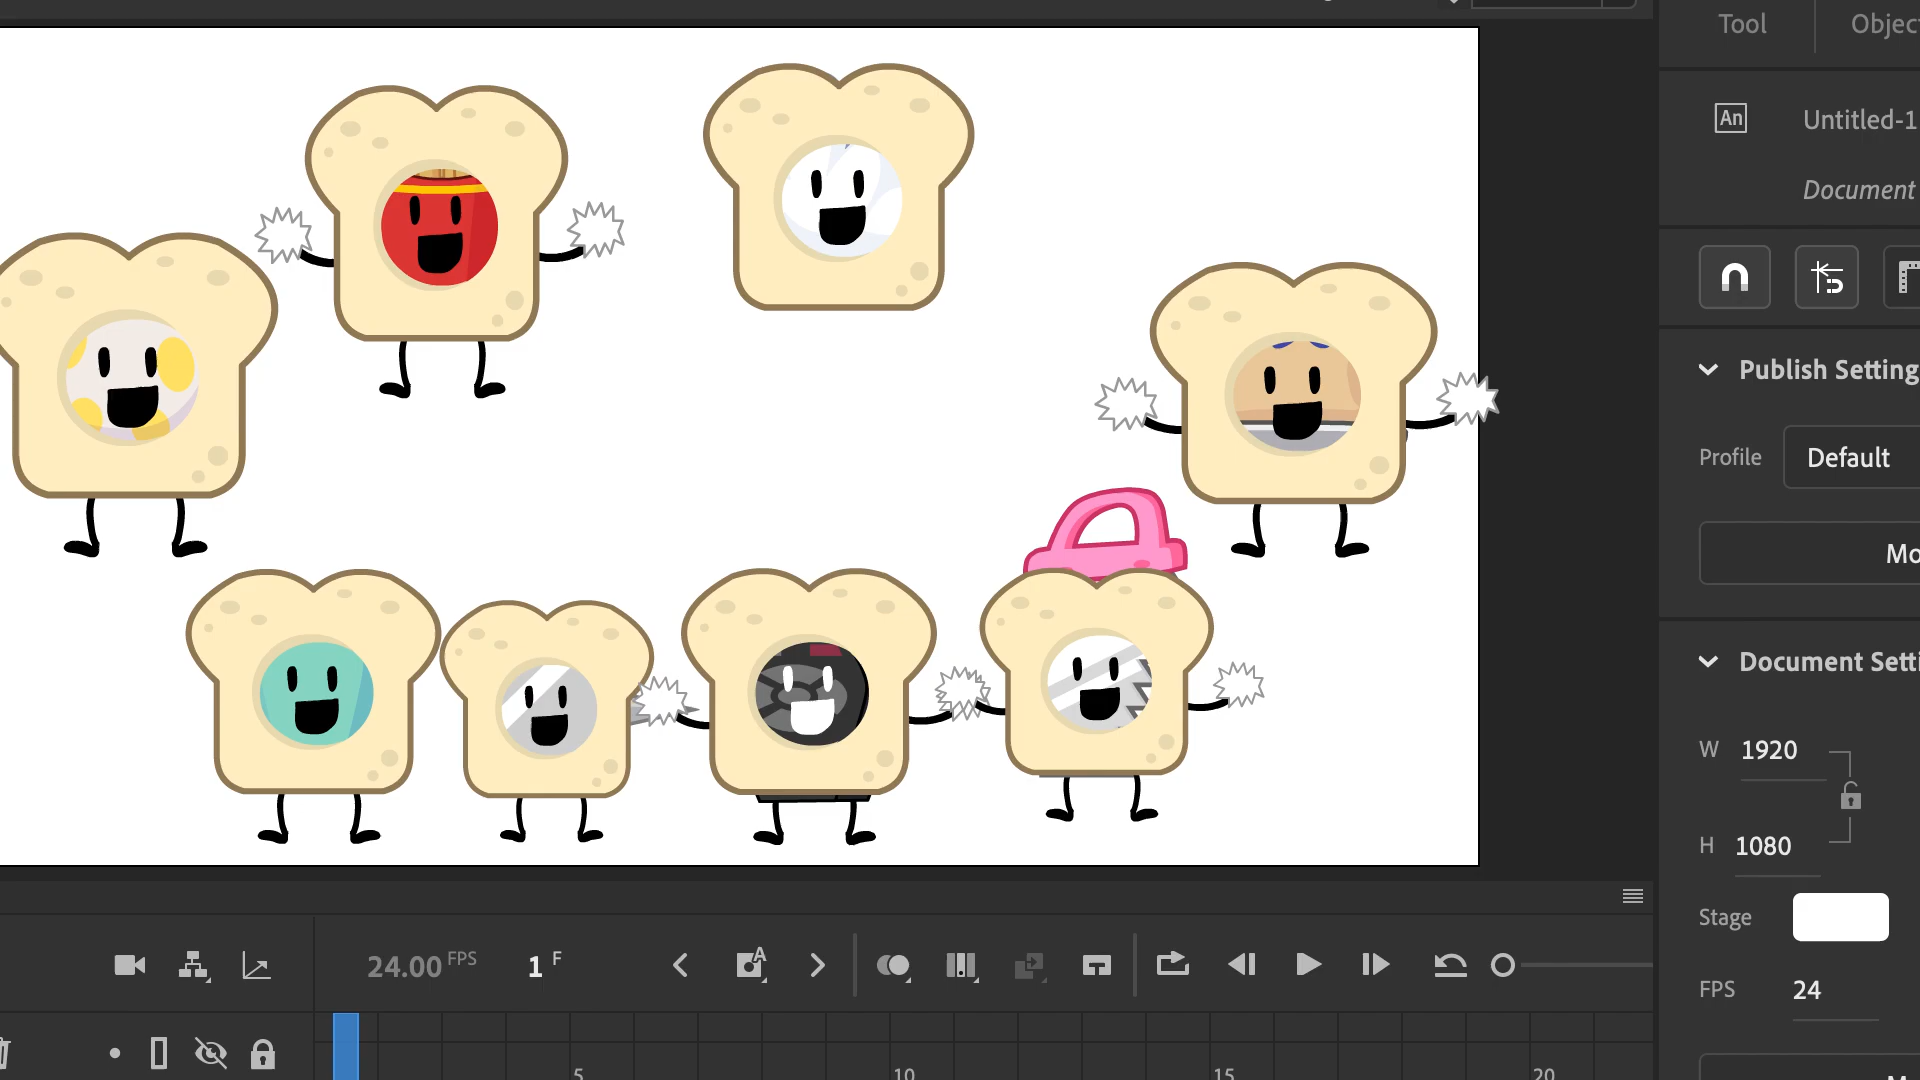 Tool
Objec
An
Untitled-1
Document
Publish Setting
Profile
Default
Mo
Document Setti
W 1920
H 1080
Stage
FPS 24
24.00 FPS 1 F
A
5 10 15 20